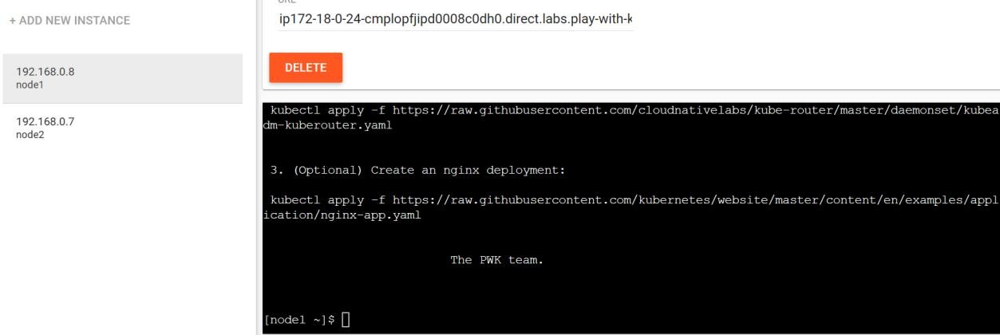 URL
+ ADD NEW INSTANCE
ip172-18-0-24-cmplopfjipd0008c0dh0.direct.labs.play-with-k
192.168.0.8
node1
DELETE
192.168.0.7
node2
kubectl apply -f https://raw.githubusercontent.com/cloudnativelabs/kube-router/master/daemonset/kubea
dm-kuberouter.yaml
3. (Optional) Create an nginx deployment:
kubectl apply -f https://raw.githubusercontent.com/kubernetes/website/master/content/en/examples/appl
ication/nginx-app.yaml
The PWK team.
[node1 ~]$